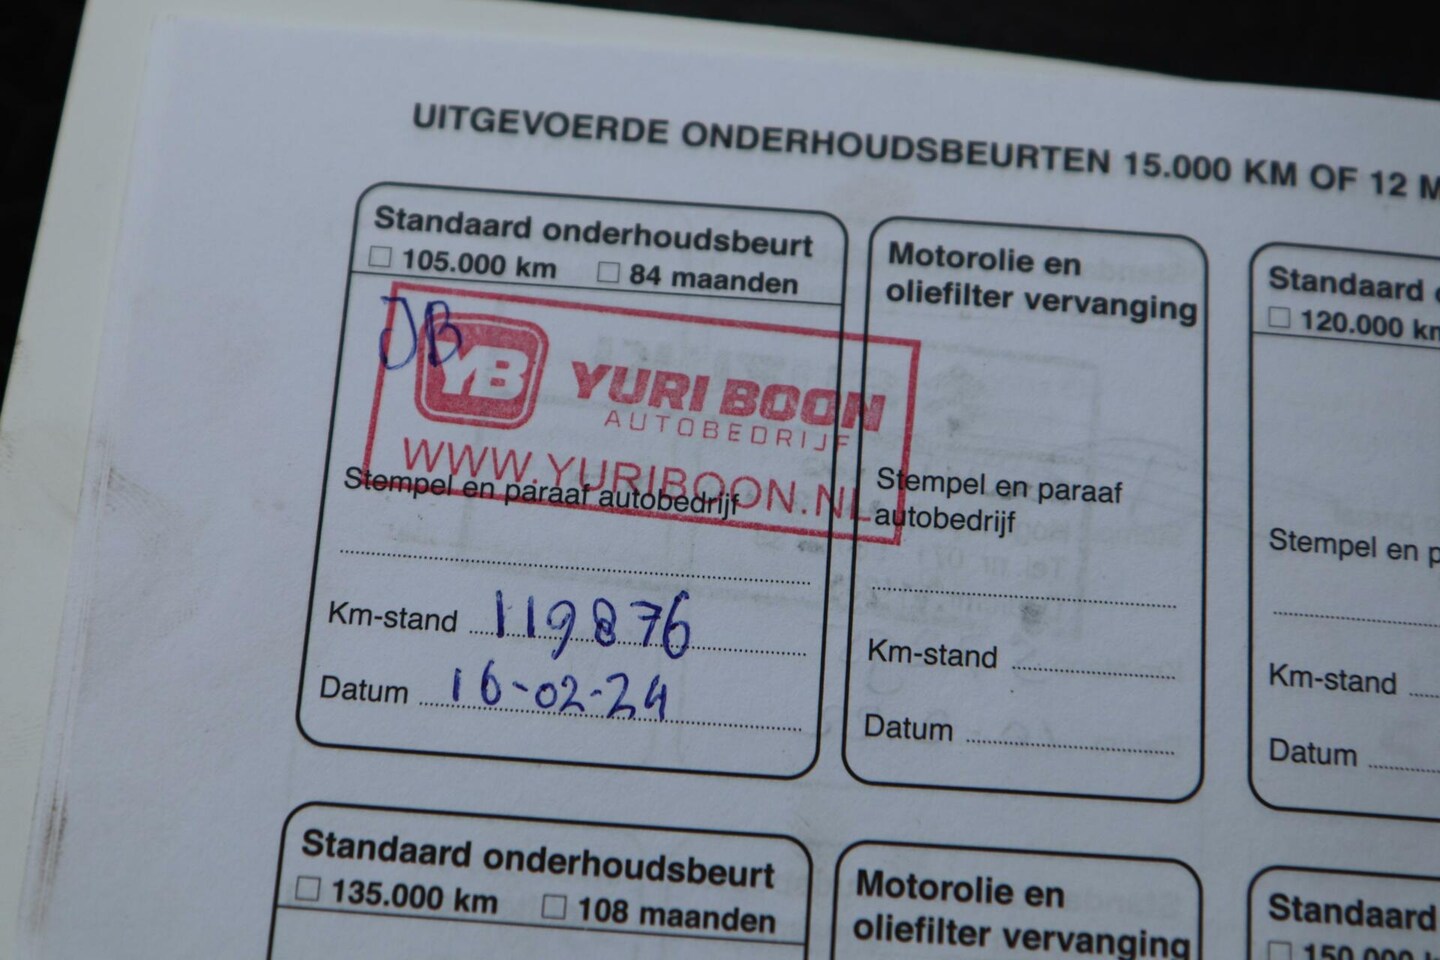 UITGEVOERDE ONDERHOUDSBEURTEN 15.000 KM OF 12 M
Standaard onderhoudsbeurt
105.000 km 84 maanden
JB
YB
YURI BOON
AUTOBEDRIJF
WWW.YURIBOON.NL
Stempel en paraaf autobedrijf
Km-stand 119876
Datum 16-02-24
Motorolie en
oliefilter vervanging
Stempel en paraaf
autobedrijf
Km-stand
Datum
Standaard
120.000 km
Stempel en p
Km-stand
Datum
Standaard onderhoudsbeurt
135.000 km 108 maanden
Motorolie en
oliefilter vervanging
Standaard
150.000 km